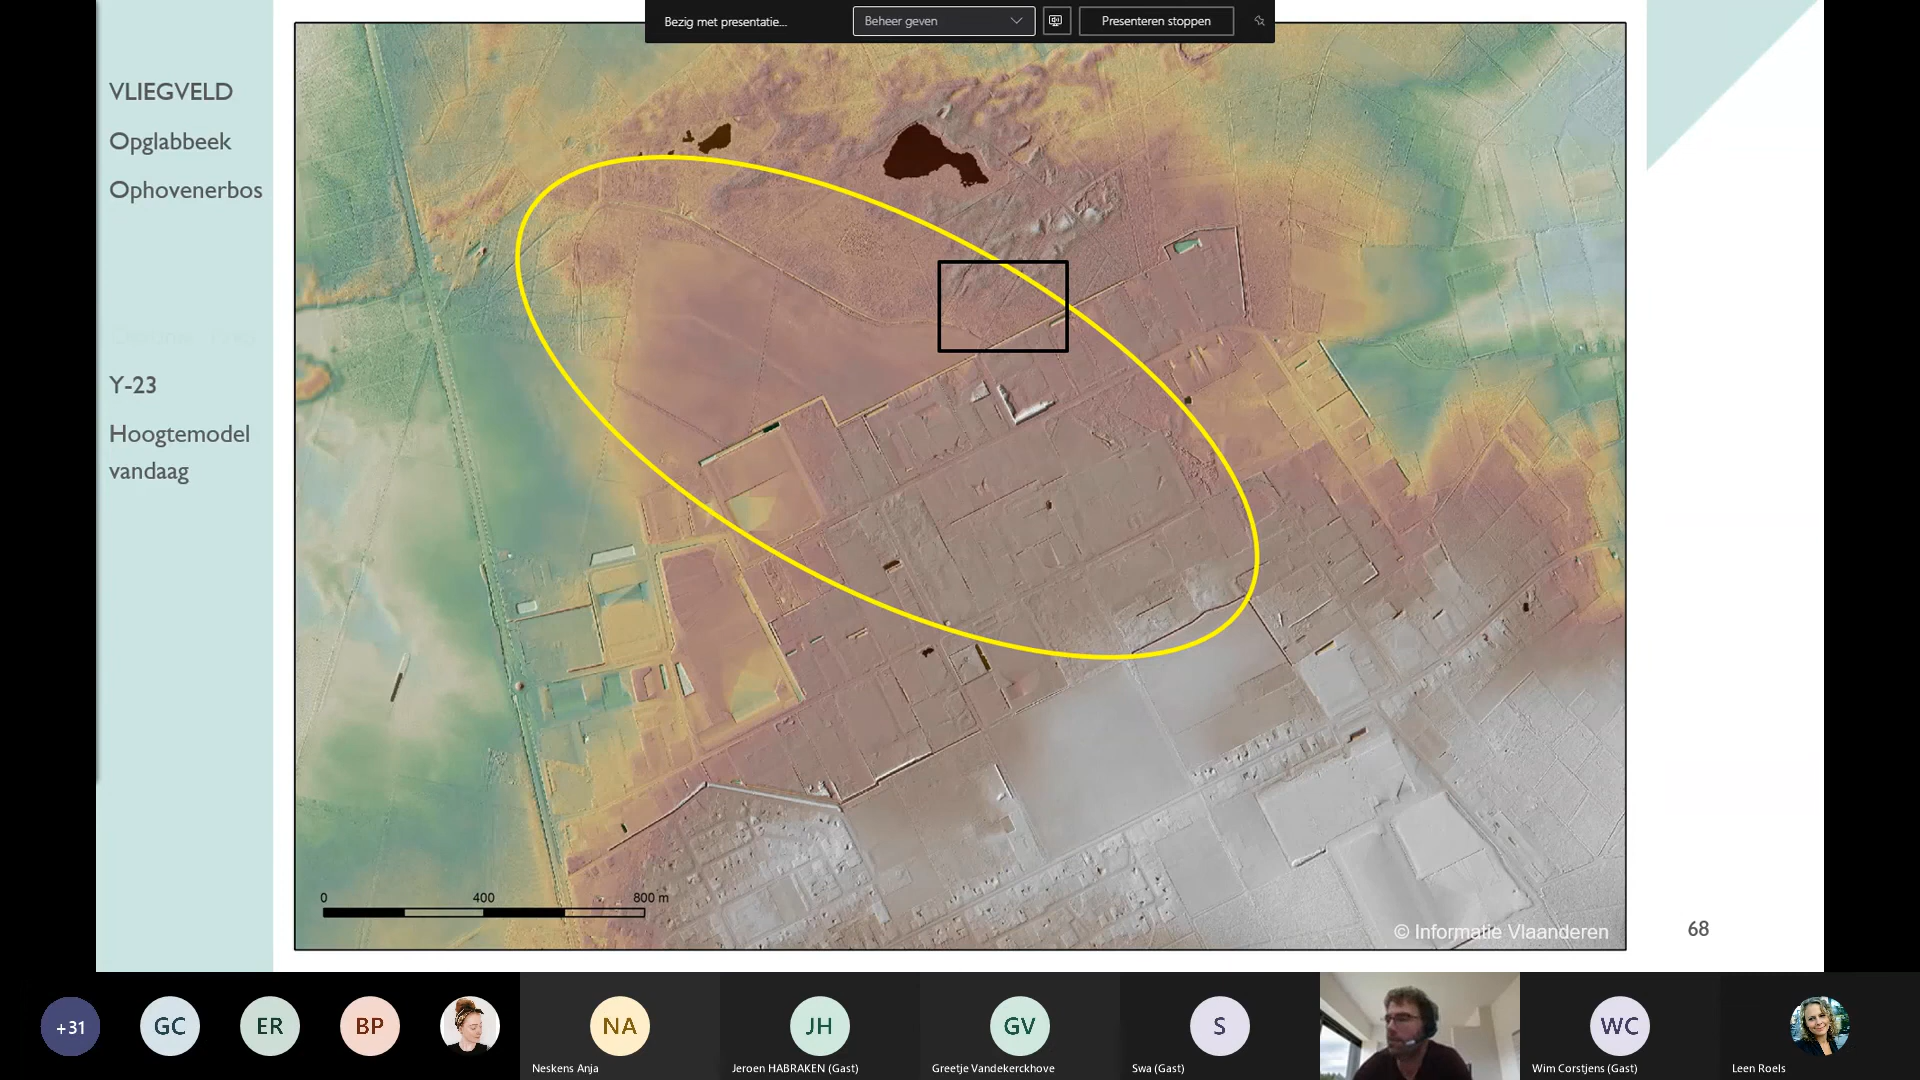 Bezig met presentatie...
Beheer geven
Presenteren stoppen
VLIEGVELD
Opglabbeek
Ophovenerbos
Y-23
Hoogtemodel
vandaag
0 400 800 m
© Informatie Vlaanderen
68
+31
GC
ER
BP
NA
JH
GV
S
WC
Neskens Anja
Jeroen HABRAKEN (Gast)
Greetje Vandekerckhove
Swa (Gast)
Wim Corstjens (Gast)
Leen Roels